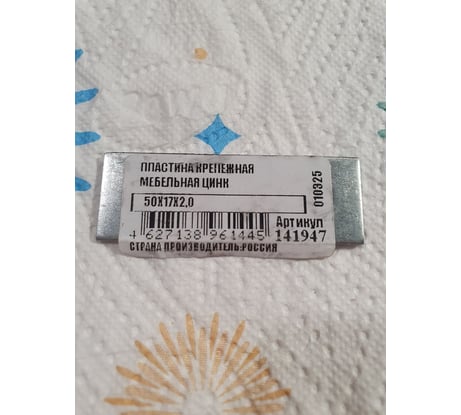 ПЛАСТИНА КРЕПЕЖНАЯ
МЕБЕЛЬНАЯ ЦИНК
50Х17Х2,0
010325
Артикул
4 627138 961445
141947
СТРАНА ПРОИЗВОДИТЕЛЬ:РОССИЯ